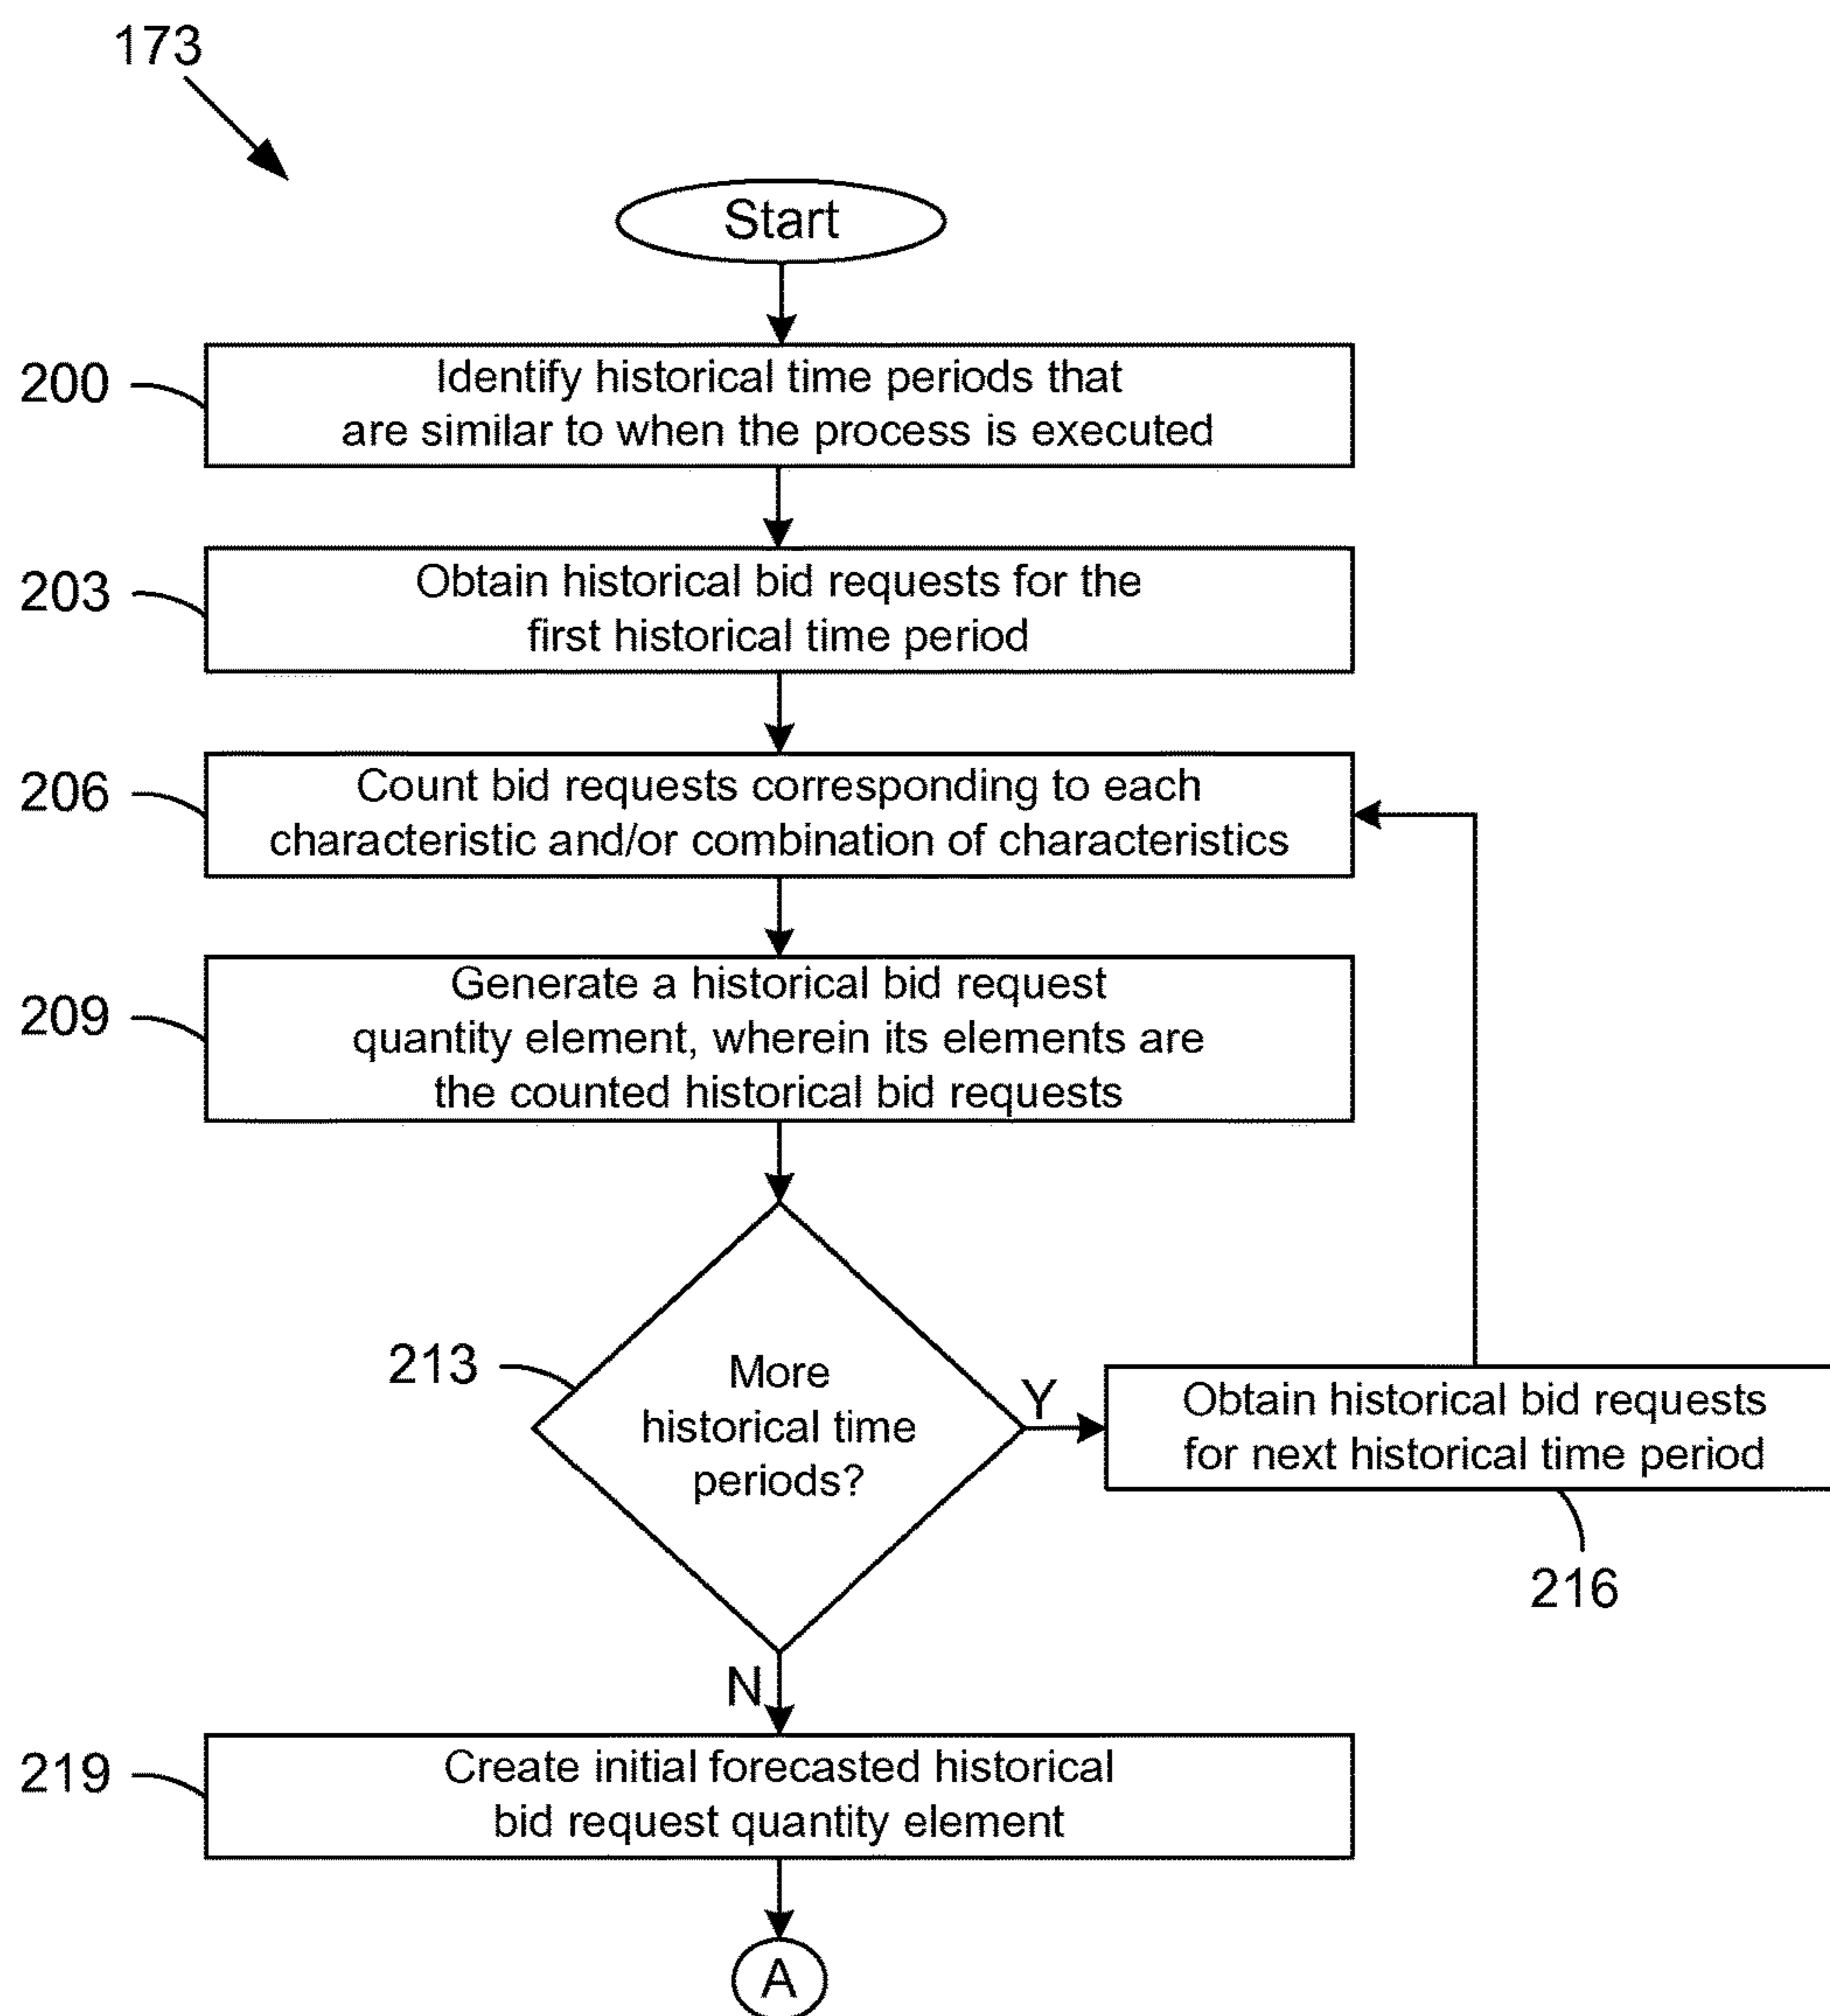 173
Start
200
Identify historical time periods that
are similar to when the process is executed
203
Obtain historical bid requests for the
first historical time period
206
Count bid requests corresponding to each
characteristic and/or combination of characteristics
209
Generate a historical bid request
quantity element, wherein its elements are
the counted historical bid requests
213
More
historical time
periods?
Y
Obtain historical bid requests
for next historical time period
216
N
219
Create initial forecasted historical
bid request quantity element
A